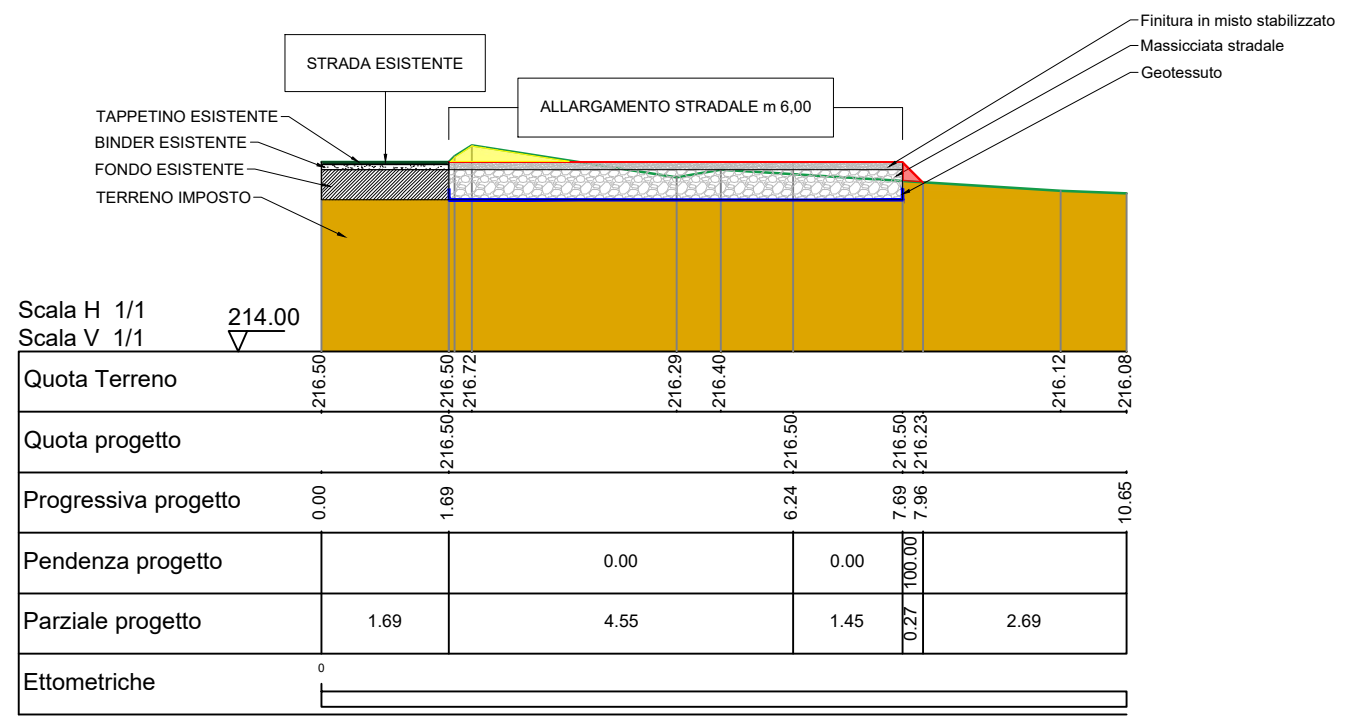 Finitura in misto stabilizzato
Massicciata stradale
Geotessuto
STRADA ESISTENTE
ALLARGAMENTO STRADALE m 6,00
TAPPETINO ESISTENTE
BINDER ESISTENTE
FONDO ESISTENTE
TERRENO IMPOSTO
Scala H 1/1
Scala V 1/1
214.00
Quota Terreno 216.50 216.50 216.72 216.29 216.40 216.12 216.08
Quota progetto 216.50 216.50 216.50 216.23
Progressiva progetto 0.00 1.69 6.24 7.69 7.96 10.65
Pendenza progetto 0.00 0.00 100.00
Parziale progetto 1.69 4.55 1.45 0.27 2.69
0
Ettometriche